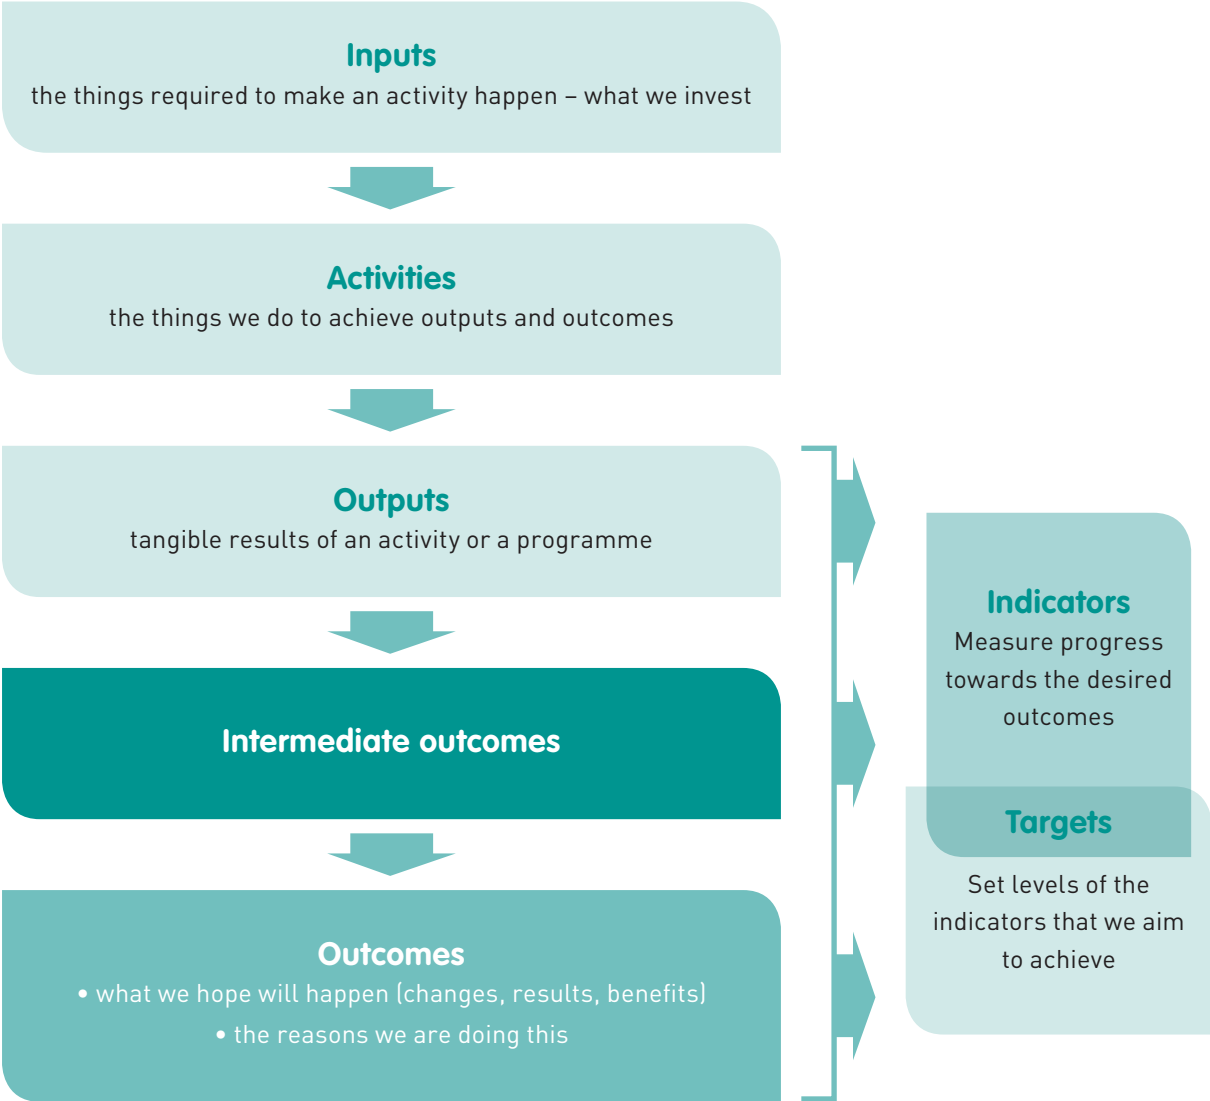 Inputs
the things required to make an activity happen – what we invest
Activities
the things we do to achieve outputs and outcomes
Outputs
tangible results of an activity or a programme
Intermediate outcomes
Outcomes
• what we hope will happen (changes, results, benefits)
• the reasons we are doing this
Indicators
Measure progress
towards the desired
outcomes
Targets
Set levels of the
indicators that we aim
to achieve